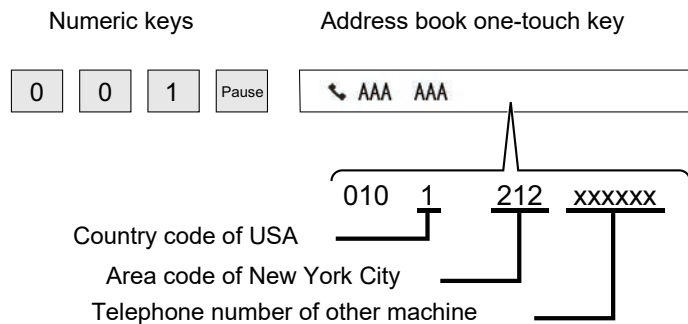 Numeric keys Address book one-touch key
0 0 1 Pause AAA AAA
010 1 212 xxxxxx
Country code of USA
Area code of New York City
Telephone number of other machine